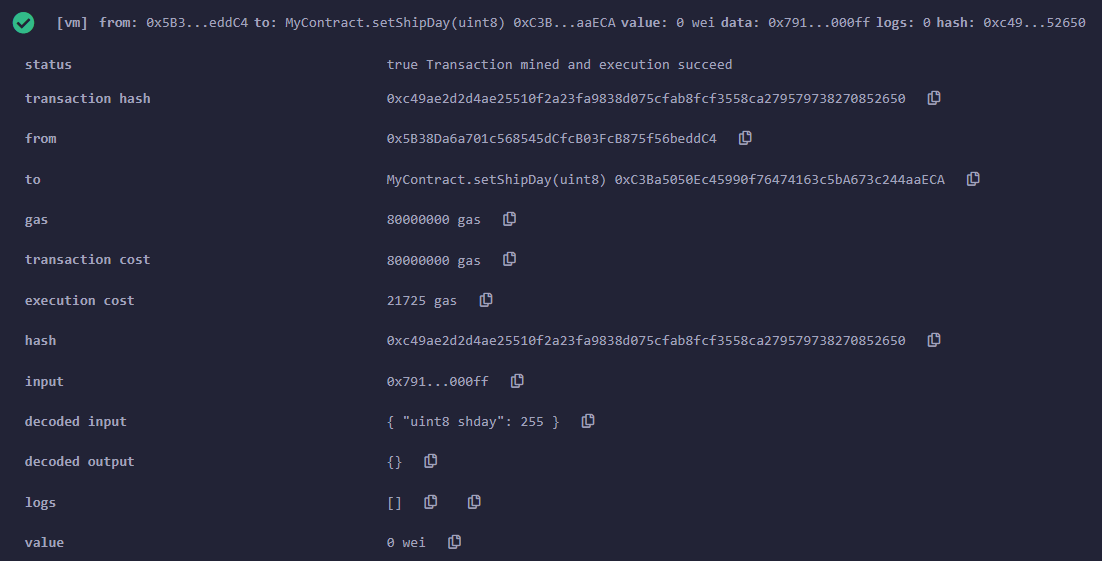 [vm] from: 0x5B3...eddC4 to: MyContract.setShipDay(uint8) 0xC3B...aaECA value: 0 wei data: 0x791...000ff logs: 0 hash: 0xc49...52650
status true Transaction mined and execution succeed
transaction hash 0xc49ae2d2d4ae25510f2a23fa9838d075cfab8fcf3558ca279579738270852650
from 0x5B38Da6a701c568545dCfcB03FcB875f56beddC4
to MyContract.setShipDay(uint8) 0xC3Ba5050Ec45990f76474163c5bA673c244aaECA
gas 80000000 gas
transaction cost 80000000 gas
execution cost 21725 gas
hash 0xc49ae2d2d4ae25510f2a23fa9838d075cfab8fcf3558ca279579738270852650
input 0x791...000ff
decoded input { "uint8 shday": 255 }
decoded output {}
logs []
value 0 wei